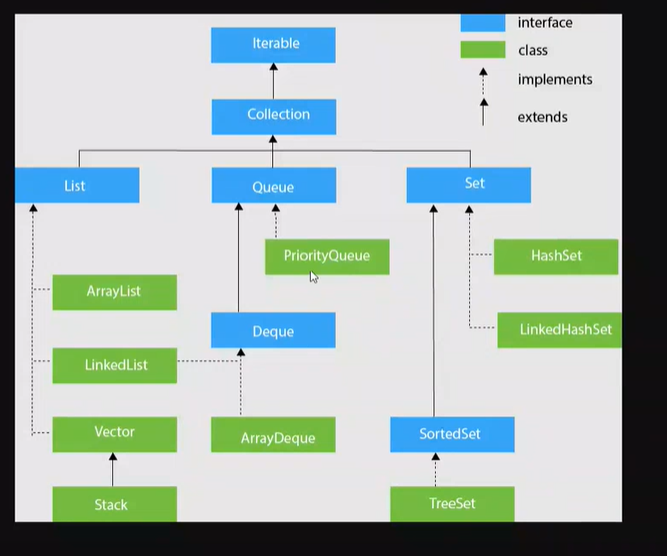 interface
class
implements
extends
Iterable
Collection
List
Queue
Set
PriorityQueue
HashSet
ArrayList
LinkedHashSet
Deque
LinkedList
Vector
ArrayDeque
SortedSet
Stack
TreeSet